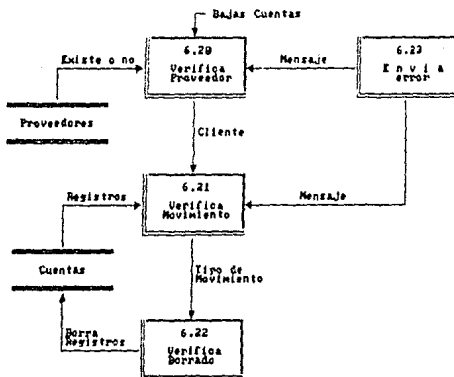 Bajas Cuentas
Existe o no
6.20
Verifica
Proveedor
Mensaje
6.23
E n v i a
error
Proveedores
Cliente
Registros
6.21
Verifica
Movimiento
Mensaje
Cuentas
Tipo de
Movimiento
Borra
Registros
6.22
Verifica
Borrado